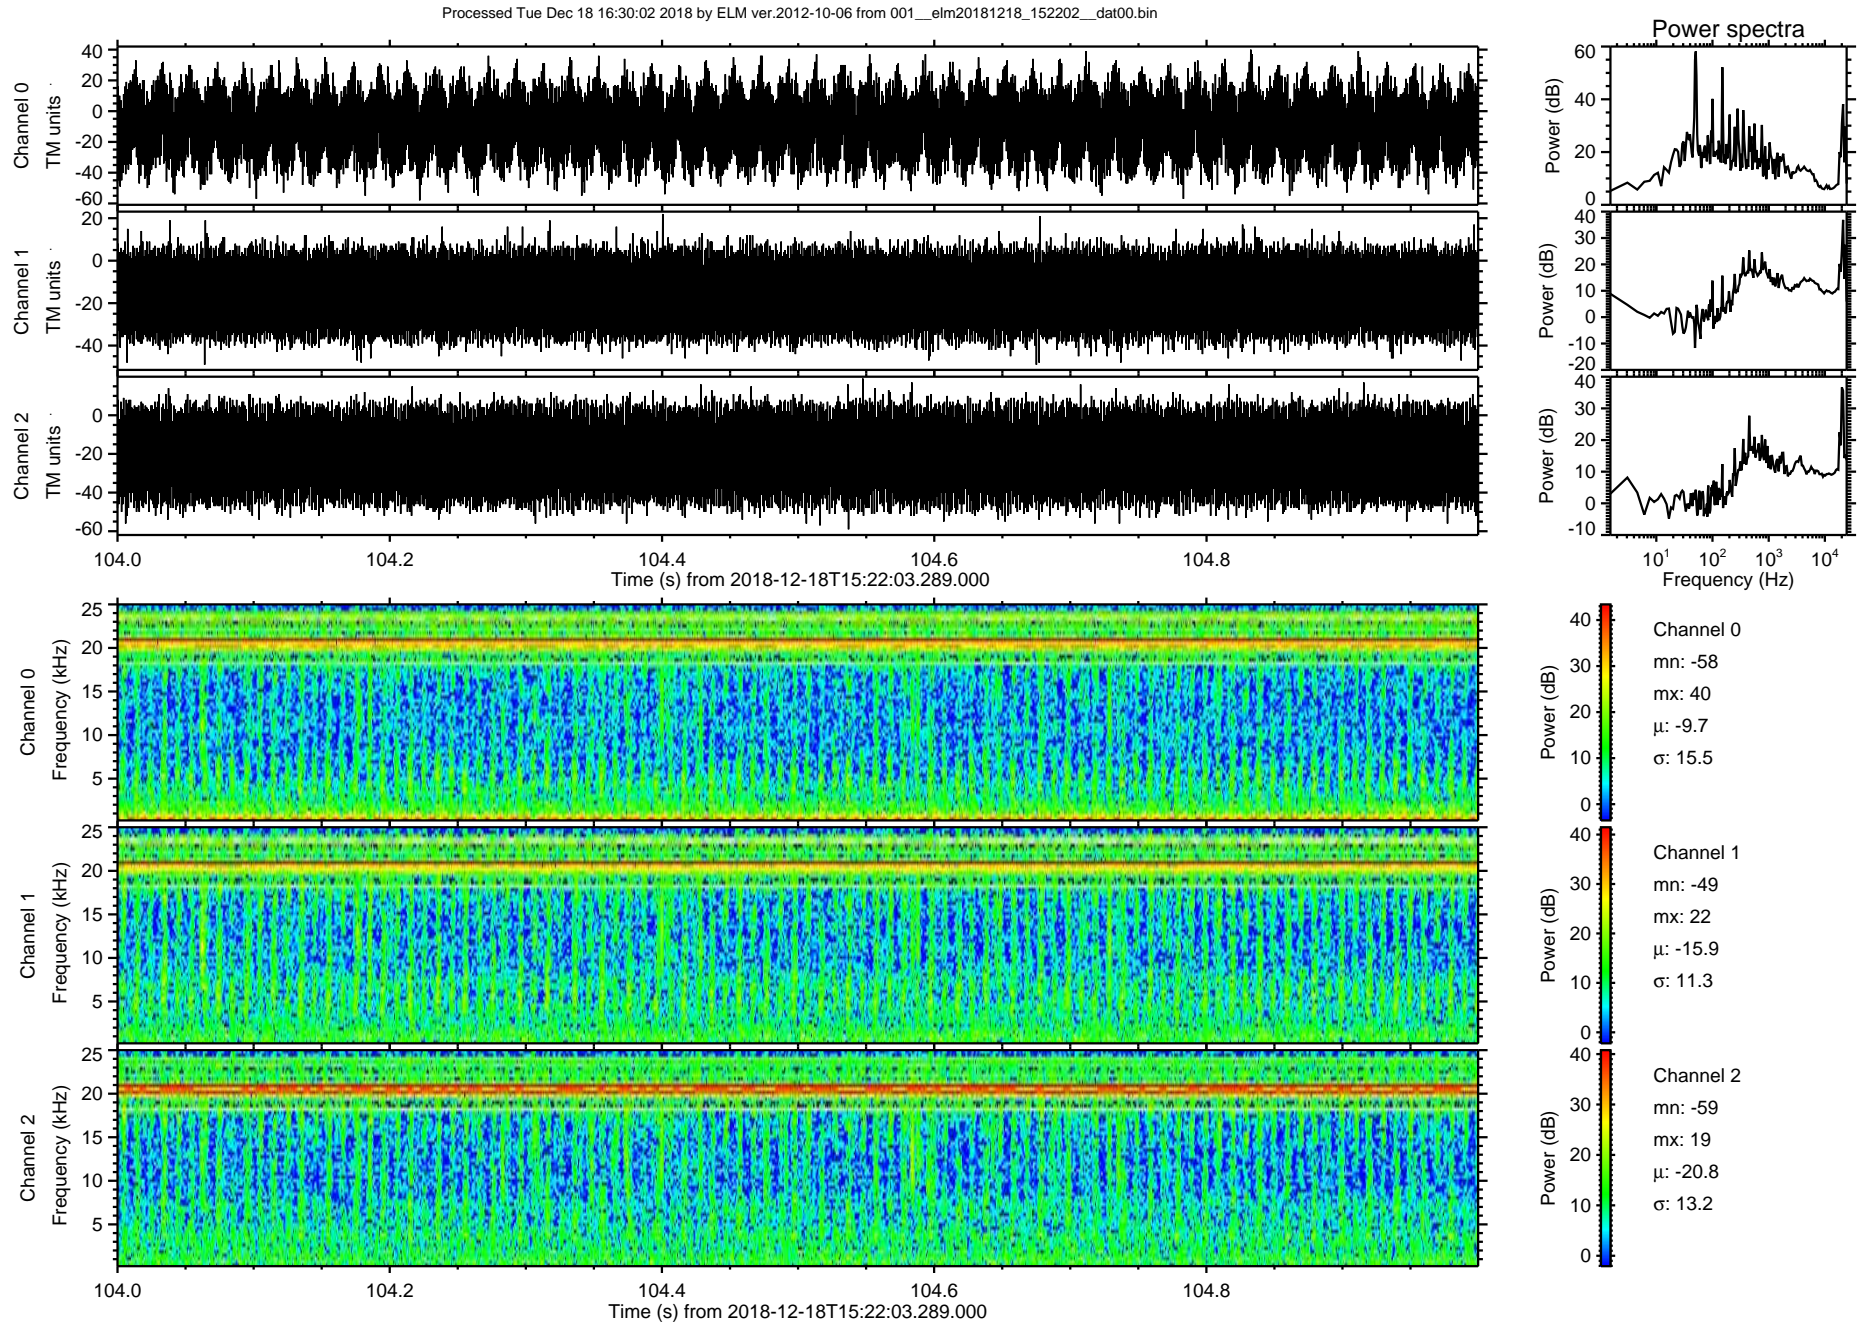 Processed Tue Dec 18 16:30:02 2018 by ELM ver.2012-10-06 from 001__elm20181218_152202__dat00.bin
Power spectra
Channel 0
TM units
40
20
0
-20
-40
-60
Power (dB)
60
40
20
0
Channel 1
TM units
20
0
-20
-40
Power (dB)
40
30
20
10
0
-10
-20
Channel 2
TM units
0
-20
-40
-60
Power (dB)
40
30
20
10
0
-10
104.0 104.2 104.4 104.6 104.8
Time (s) from 2018-12-18T15:22:03.289.000
10¹ 10² 10³ 10⁴
Frequency (Hz)
Channel 0
Frequency (kHz)
25
20
15
10
5
Power (dB)
40
30
20
10
0
Channel 0
mn: -58
mx: 40
μ: -9.7
σ: 15.5
Channel 1
Frequency (kHz)
25
20
15
10
5
Power (dB)
40
30
20
10
0
Channel 1
mn: -49
mx: 22
μ: -15.9
σ: 11.3
Channel 2
Frequency (kHz)
25
20
15
10
5
Power (dB)
40
30
20
10
0
Channel 2
mn: -59
mx: 19
μ: -20.8
σ: 13.2
104.0 104.2 104.4 104.6 104.8
Time (s) from 2018-12-18T15:22:03.289.000